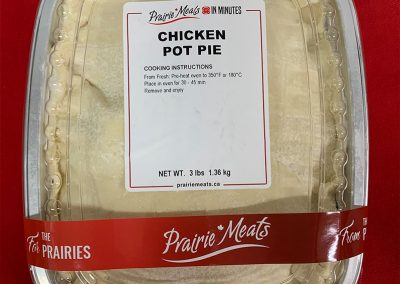 Prairie Meats IN MINUTES
CHICKEN
POT PIE
COOKING INSTRUCTIONS
From Fresh: Pre-heat oven to 350°F or 180°C
Place in oven for 30 - 45 min
Remove and enjoy
NET WT. 3 lbs 1.36 kg
prairiemeats.ca
For THE PRAIRIES
Prairie Meats
From THE P